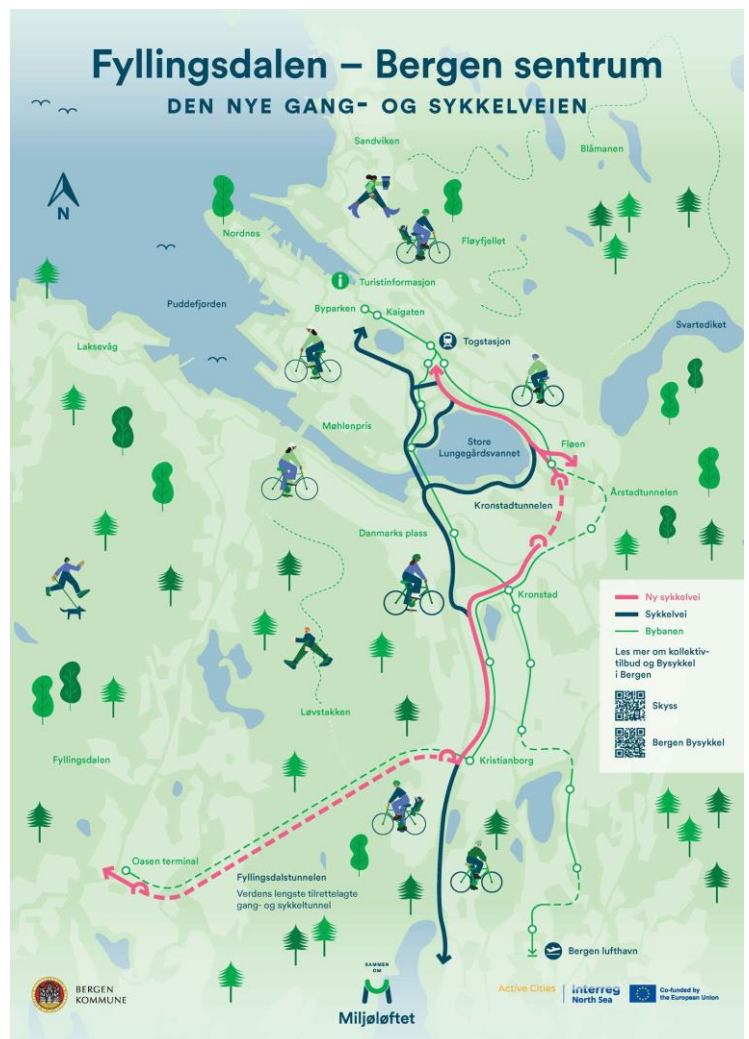 Fyllingsdalen – Bergen sentrum
DEN NYE GANG- OG SYKKELVEIEN
Sandviken
Blåmanen
N
Nordnes
Fløyfjellet
Turistinformasjon
Puddefjorden
Byparken
Kaigaten
Svartediket
Laksevåg
Togstasjon
Møhlenpris
Store
Lungegårdsvannet
Fløen
Årstadtunnelen
Kronstadtunnelen
Danmarks plass
Kronstad
Ny sykkelvei
Sykkelvei
Bybanen
Les mer om kollektiv-
tilbud og Bysykkel
i Bergen
Skyss
Bergen Bysykkel
Løvstakken
Fyllingsdalen
Kristianborg
Oasen terminal
Fyllingsdalstunnelen
Verdens lengste tilrettelagte
gang- og sykkeltunnel
Bergen lufthavn
BERGEN
KOMMUNE
SAMMEN
OM
Miljøløftet
Active Cities
Interreg
North Sea
Co-funded by
the European Union